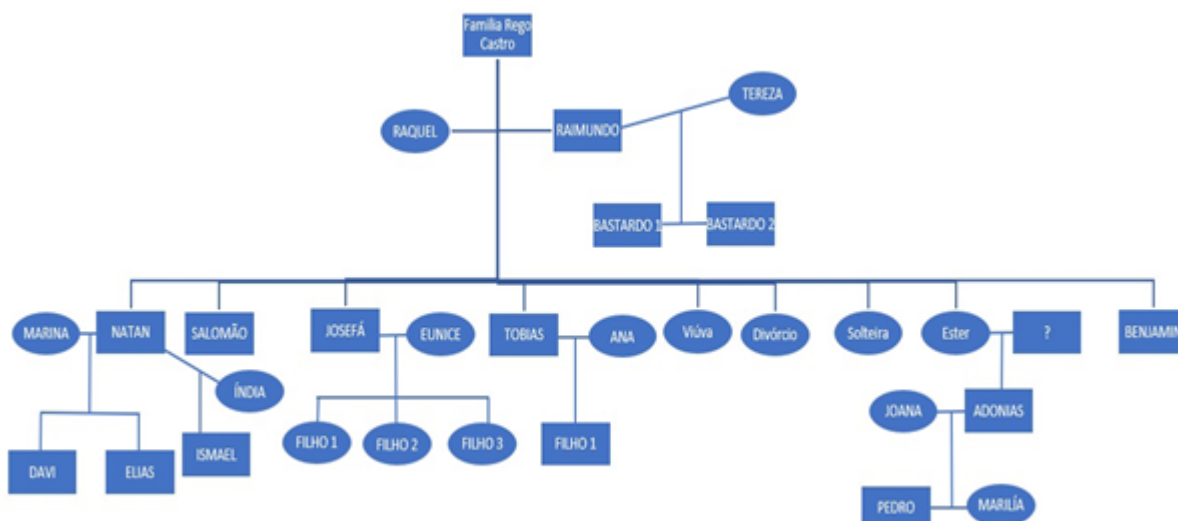 Familia Rego
Castro
TEREZA
RAQUEL
RAIMUNDO
BASTARDO 1
BASTARDO 2
MARINA
NATAN
SALOMÃO
JOSEFÁ
EUNICE
TOBIAS
ANA
Viúva
Divórcio
Solteira
Ester
?
BENJAMIN
ÍNDIA
JOANA
ADONIAS
FILHO 1
FILHO 2
FILHO 3
FILHO 1
ISMAEL
DAVI
ELIAS
PEDRO
MARILÍA